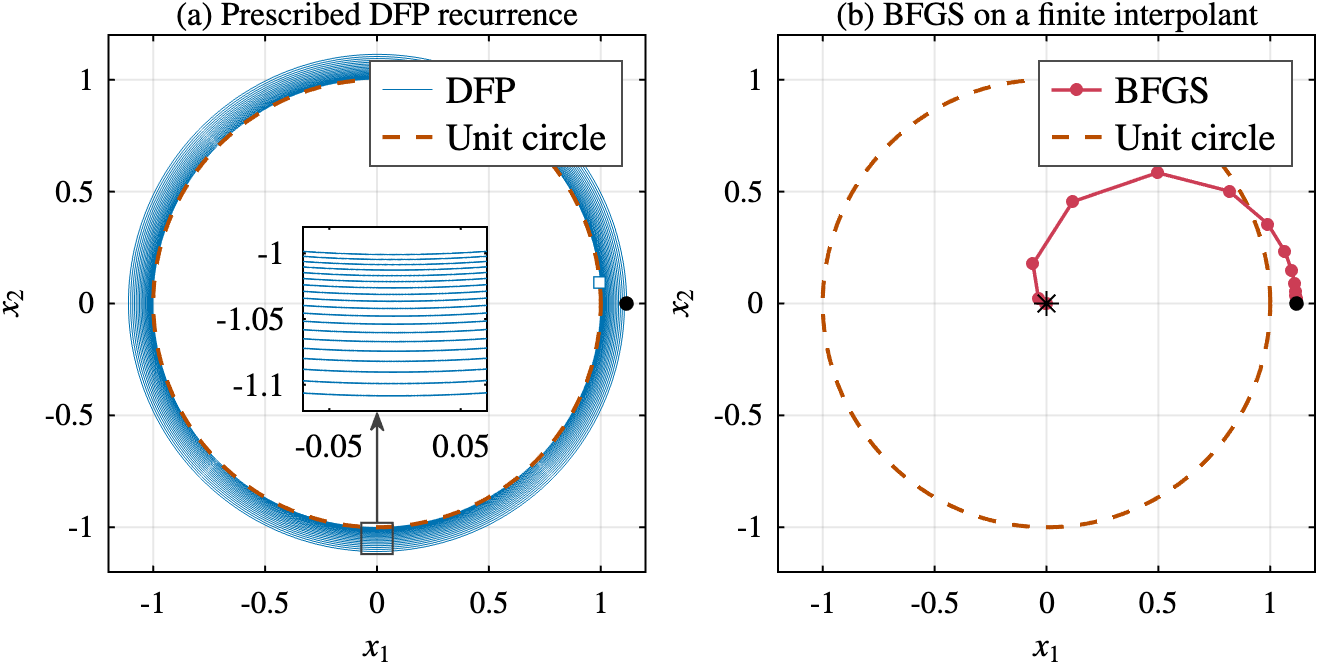 (a) Prescribed DFP recurrence
1
0.5
0
-0.5
-1
x2
DFP
Unit circle
-1
-1.05
-1.1
-0.05 0.05
-1 -0.5 0 0.5 1
x1
(b) BFGS on a finite interpolant
1
0.5
0
-0.5
-1
x2
BFGS
Unit circle
-1 -0.5 0 0.5 1
x1